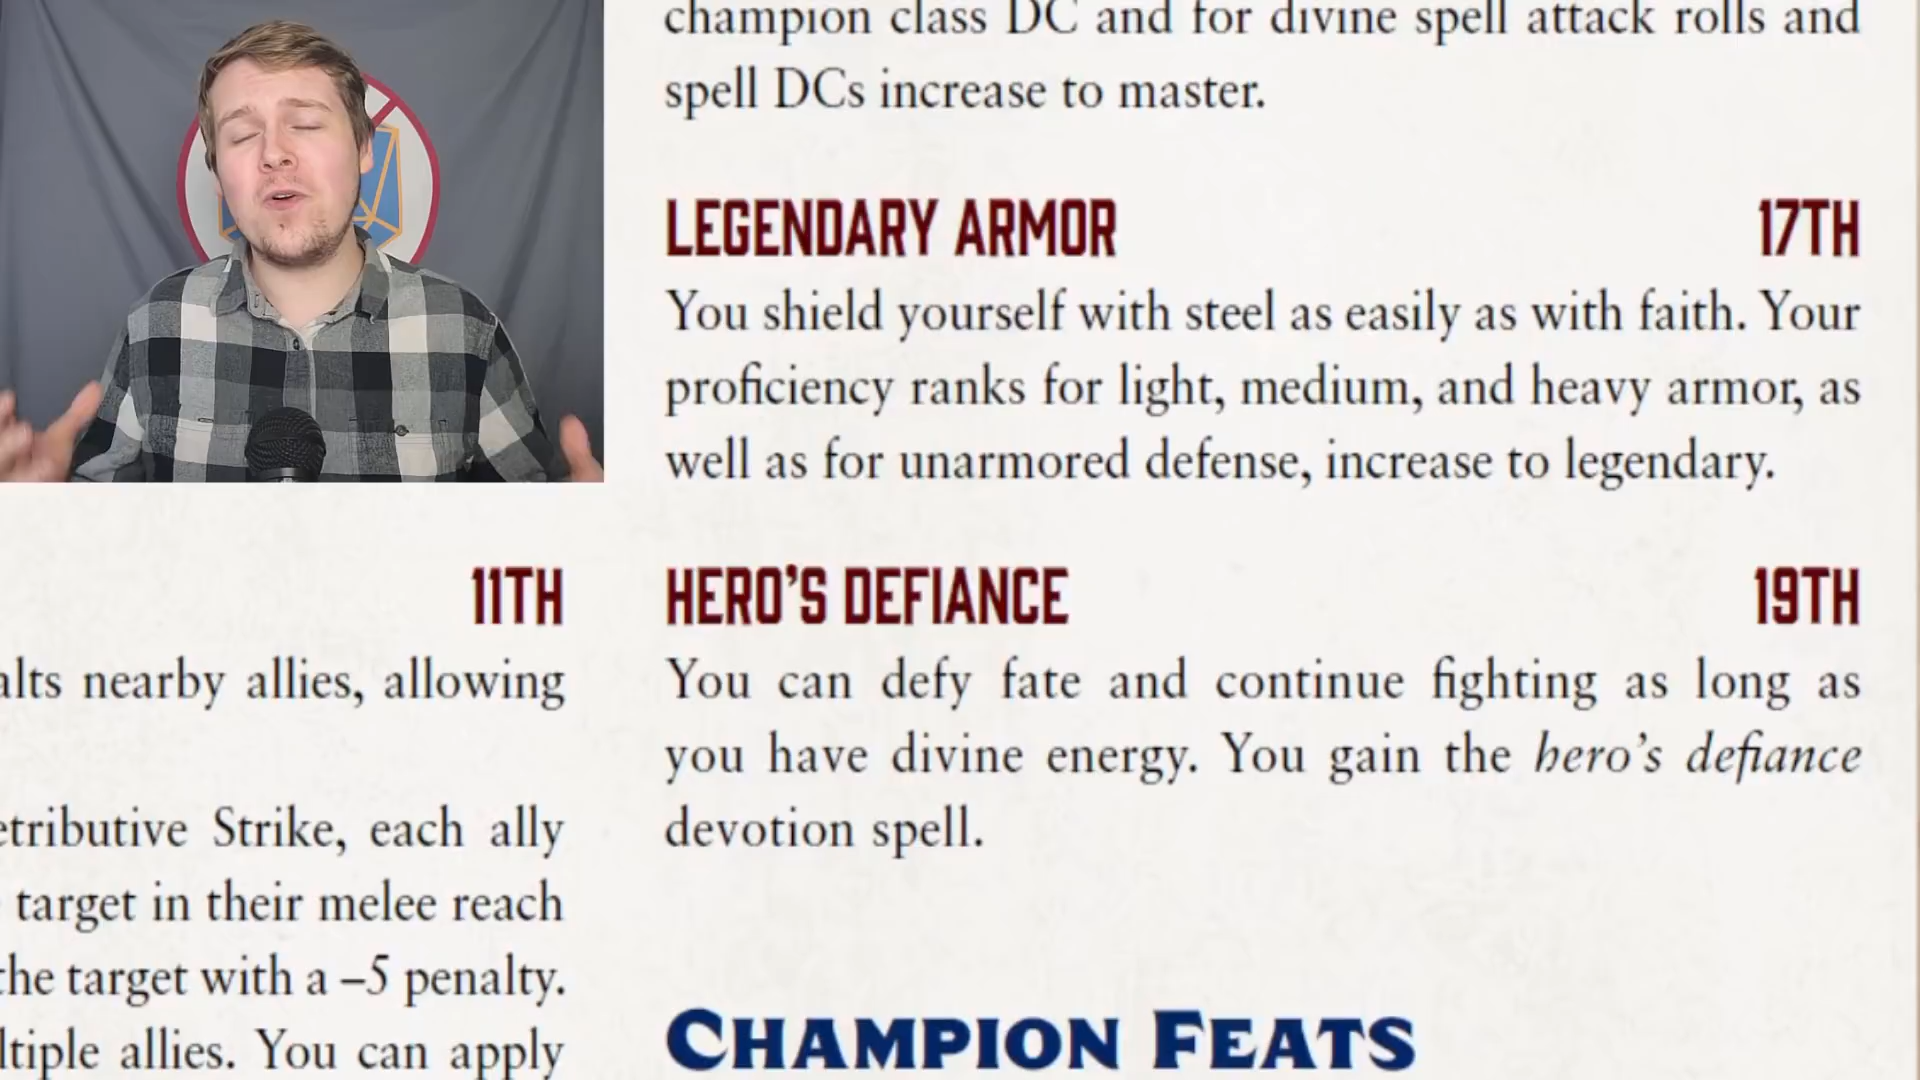 11TH
alts nearby allies, allowing
etributive Strike, each ally
target in their melee reach
the target with a –5 penalty.
ltiple allies. You can apply
champion class DC and for divine spell attack rolls and
spell DCs increase to master.
LEGENDARY ARMOR 17TH
You shield yourself with steel as easily as with faith. Your
proficiency ranks for light, medium, and heavy armor, as
well as for unarmored defense, increase to legendary.
HERO'S DEFIANCE 19TH
You can defy fate and continue fighting as long as
you have divine energy. You gain the hero's defiance
devotion spell.
CHAMPION FEATS